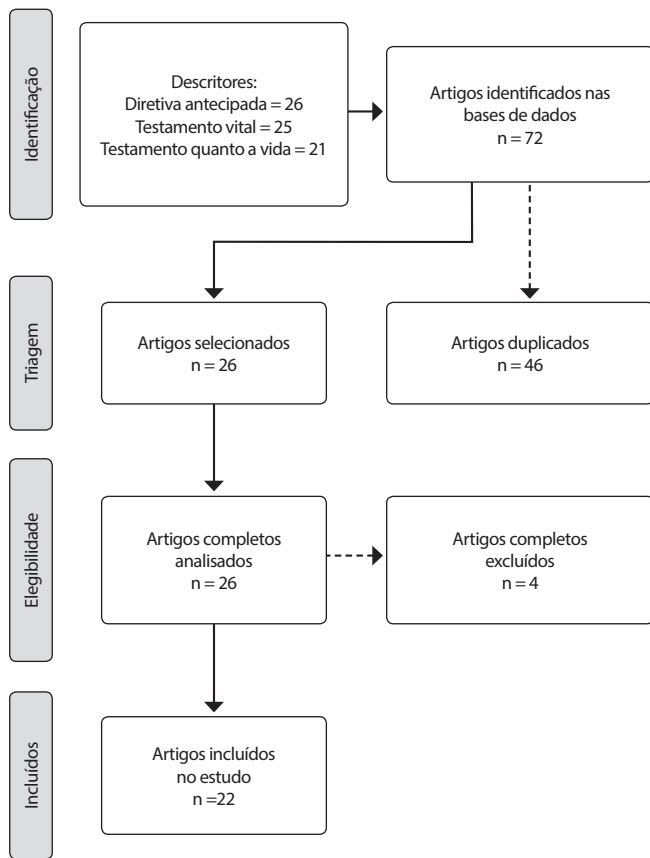 Identificação
Descritores:
Diretiva antecipada = 26
Testamento vital = 25
Testamento quanto a vida = 21
Artigos identificados nas
bases de dados
n = 72
Triagem
Artigos selecionados
n = 26
Artigos duplicados
n = 46
Elegibilidade
Artigos completos
analisados
n = 26
Artigos completos
excluídos
n = 4
Incluídos
Artigos incluídos
no estudo
n =22